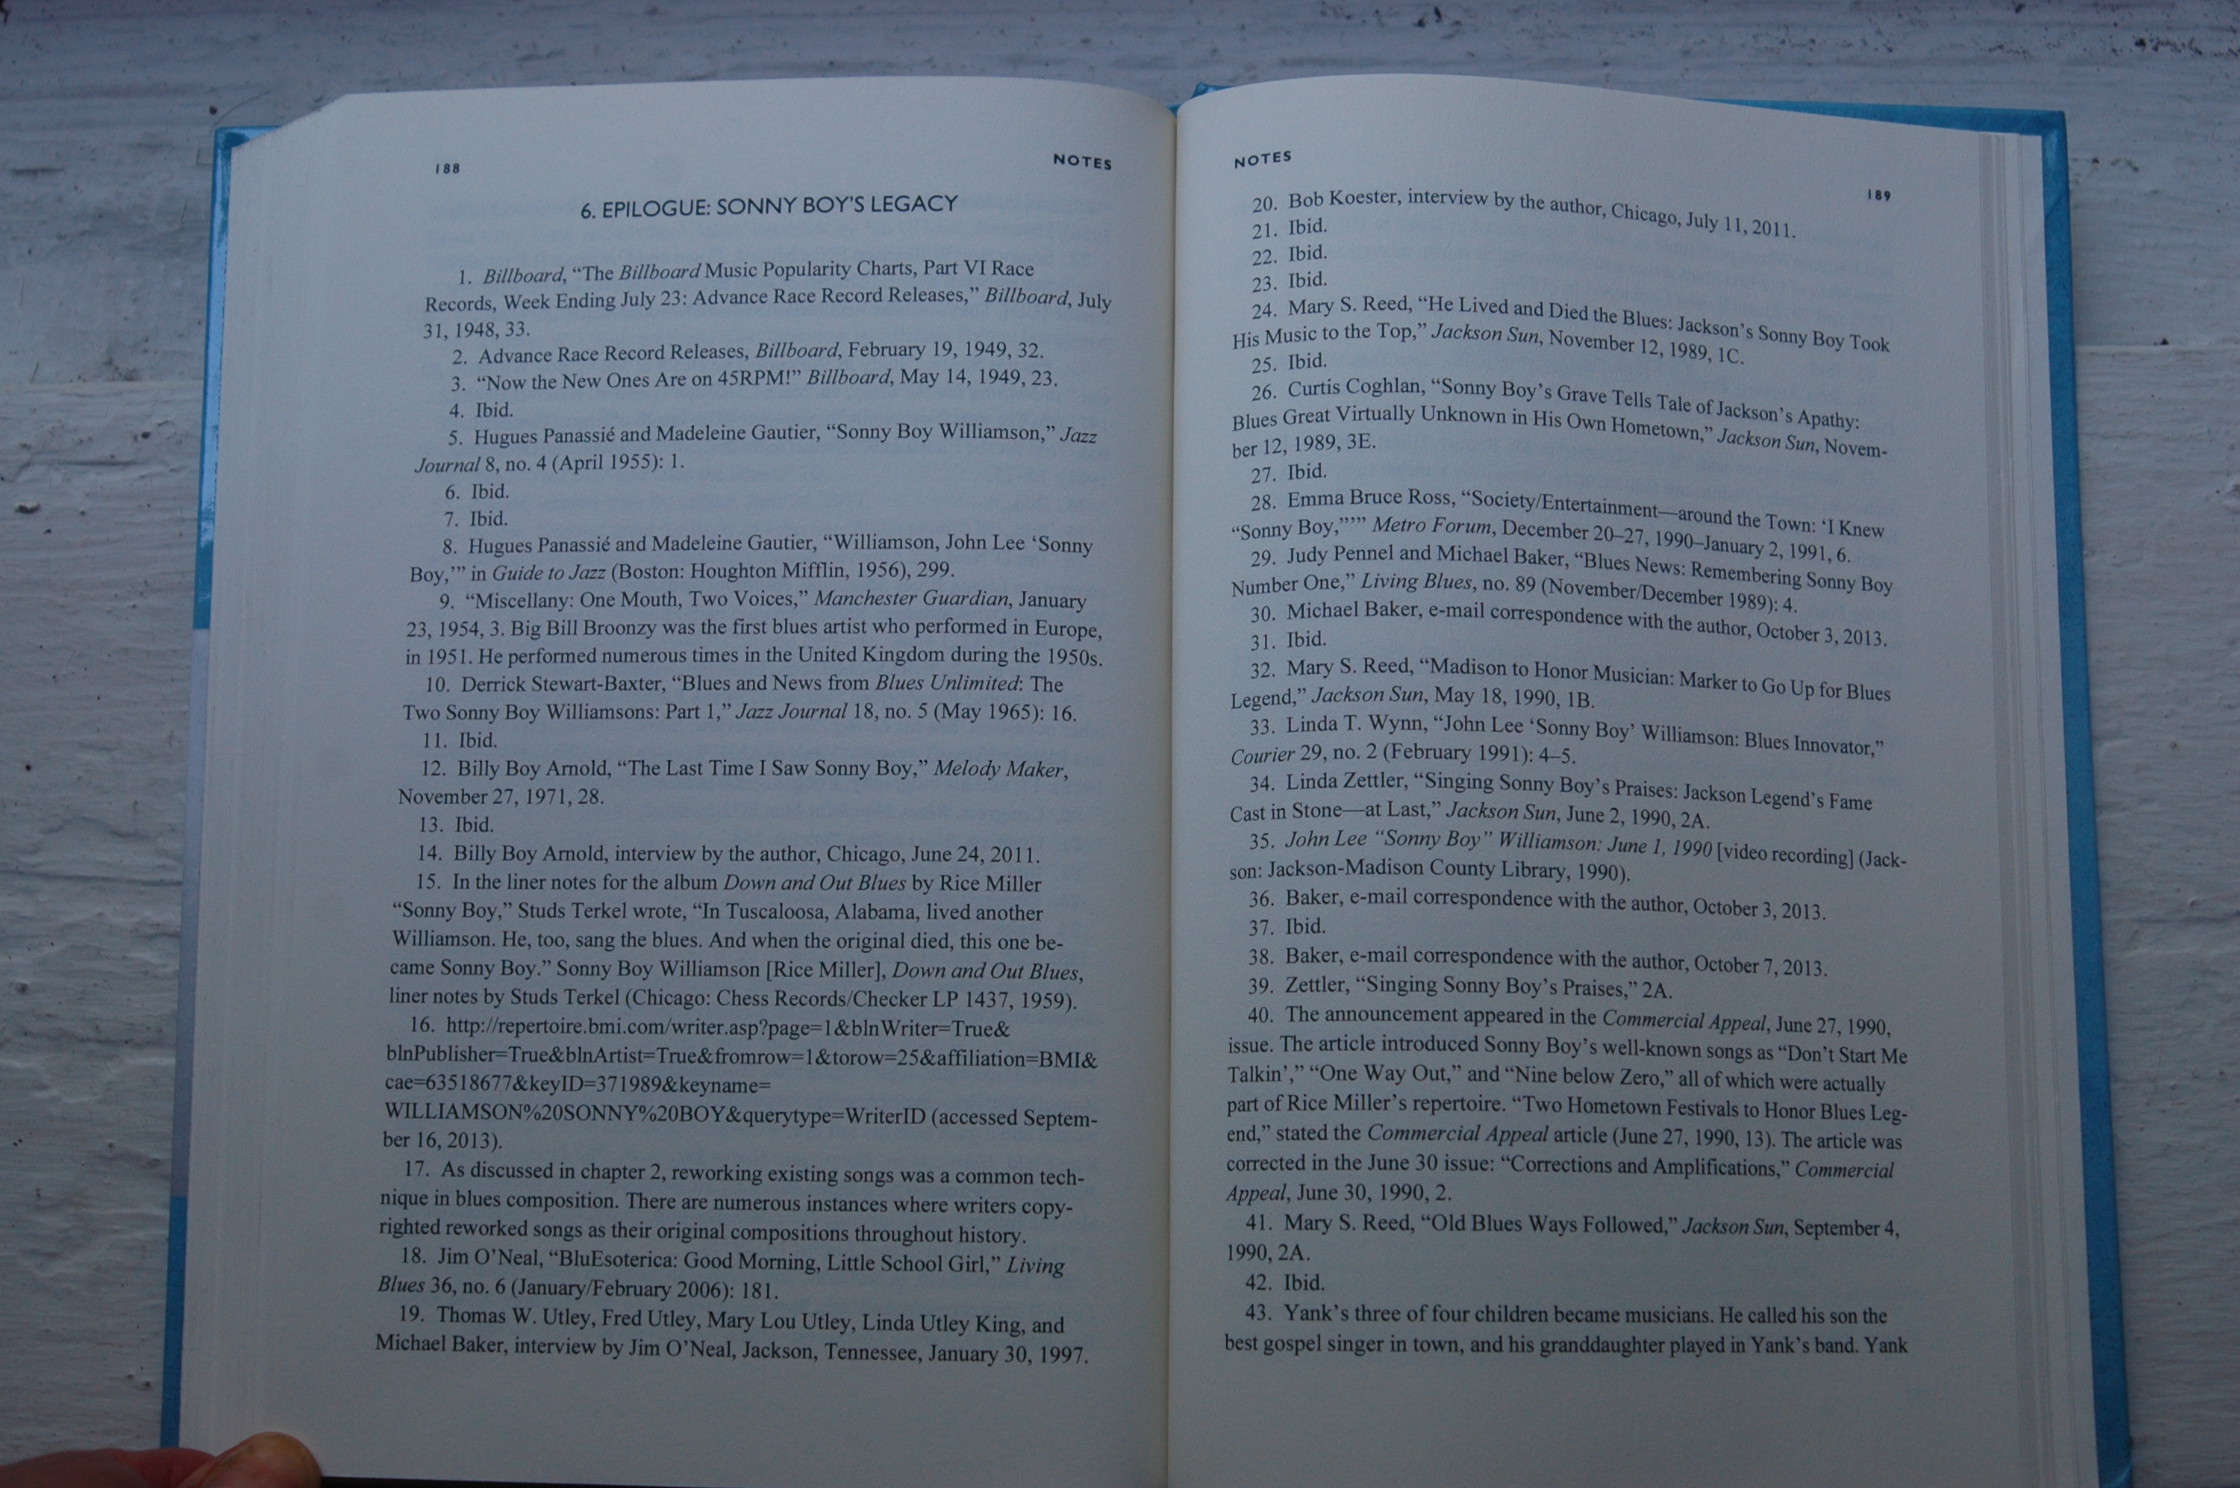 188
NOTES
6. EPILOGUE: SONNY BOY'S LEGACY
1. Billboard, “The Billboard Music Popularity Charts, Part VI Race
Records, Week Ending July 23: Advance Race Record Releases,” Billboard, July
31, 1948, 33.
2. Advance Race Record Releases, Billboard, February 19, 1949, 32.
3. “Now the New Ones Are on 45RPM!” Billboard, May 14, 1949, 23.
4. Ibid.
5. Hugues Panassié and Madeleine Gautier, “Sonny Boy Williamson,” Jazz
Journal 8, no. 4 (April 1955): 1.
6. Ibid.
7. Ibid.
8. Hugues Panassié and Madeleine Gautier, “Williamson, John Lee ‘Sonny
Boy,’” in Guide to Jazz (Boston: Houghton Mifflin, 1956), 299.
9. “Miscellany: One Mouth, Two Voices,” Manchester Guardian, January
23, 1954, 3. Big Bill Broonzy was the first blues artist who performed in Europe,
in 1951. He performed numerous times in the United Kingdom during the 1950s.
10. Derrick Stewart-Baxter, “Blues and News from Blues Unlimited: The
Two Sonny Boy Williamsons: Part 1,” Jazz Journal 18, no. 5 (May 1965): 16.
11. Ibid.
12. Billy Boy Arnold, “The Last Time I Saw Sonny Boy,” Melody Maker,
November 27, 1971, 28.
13. Ibid.
14. Billy Boy Arnold, interview by the author, Chicago, June 24, 2011.
15. In the liner notes for the album Down and Out Blues by Rice Miller
“Sonny Boy,” Studs Terkel wrote, “In Tuscaloosa, Alabama, lived another
Williamson. He, too, sang the blues. And when the original died, this one be-
came Sonny Boy.” Sonny Boy Williamson [Rice Miller], Down and Out Blues,
liner notes by Studs Terkel (Chicago: Chess Records/Checker LP 1437, 1959).
16. http://repertoire.bmi.com/writer.asp?page=1&blnWriter=True&
blnPublisher=True&blnArtist=True&fromrow=1&torow=25&affiliation=BMI&
cae=63518677&keyID=371989&keyname=
WILLIAMSON%20SONNY%20BOY&querytype=WriterID (accessed Septem-
ber 16, 2013).
17. As discussed in chapter 2, reworking existing songs was a common tech-
nique in blues composition. There are numerous instances where writers copy-
righted reworked songs as their original compositions throughout history.
18. Jim O’Neal, “BluEsoterica: Good Morning, Little School Girl,” Living
Blues 36, no. 6 (January/February 2006): 181.
19. Thomas W. Utley, Fred Utley, Mary Lou Utley, Linda Utley King, and
Michael Baker, interview by Jim O’Neal, Jackson, Tennessee, January 30, 1997.
NOTES
189
20. Bob Koester, interview by the author, Chicago, July 11, 2011.
21. Ibid.
22. Ibid.
23. Ibid.
24. Mary S. Reed, “He Lived and Died the Blues: Jackson’s Sonny Boy Took
His Music to the Top,” Jackson Sun, November 12, 1989, 1C.
25. Ibid.
26. Curtis Coghlan, “Sonny Boy’s Grave Tells Tale of Jackson’s Apathy:
Blues Great Virtually Unknown in His Own Hometown,” Jackson Sun, Novem-
ber 12, 1989, 3E.
27. Ibid.
28. Emma Bruce Ross, “Society/Entertainment—around the Town: ‘I Knew
“Sonny Boy,”’” Metro Forum, December 20–27, 1990–January 2, 1991, 6.
29. Judy Pennel and Michael Baker, “Blues News: Remembering Sonny Boy
Number One,” Living Blues, no. 89 (November/December 1989): 4.
30. Michael Baker, e-mail correspondence with the author, October 3, 2013.
31. Ibid.
32. Mary S. Reed, “Madison to Honor Musician: Marker to Go Up for Blues
Legend,” Jackson Sun, May 18, 1990, 1B.
33. Linda T. Wynn, “John Lee ‘Sonny Boy’ Williamson: Blues Innovator,”
Courier 29, no. 2 (February 1991): 4–5.
34. Linda Zettler, “Singing Sonny Boy’s Praises: Jackson Legend’s Fame
Cast in Stone—at Last,” Jackson Sun, June 2, 1990, 2A.
35. John Lee “Sonny Boy” Williamson: June 1, 1990 [video recording] (Jack-
son: Jackson-Madison County Library, 1990).
36. Baker, e-mail correspondence with the author, October 3, 2013.
37. Ibid.
38. Baker, e-mail correspondence with the author, October 7, 2013.
39. Zettler, “Singing Sonny Boy’s Praises,” 2A.
40. The announcement appeared in the Commercial Appeal, June 27, 1990,
issue. The article introduced Sonny Boy’s well-known songs as “Don’t Start Me
Talkin’,” “One Way Out,” and “Nine below Zero,” all of which were actually
part of Rice Miller’s repertoire. “Two Hometown Festivals to Honor Blues Leg-
end,” stated the Commercial Appeal article (June 27, 1990, 13). The article was
corrected in the June 30 issue: “Corrections and Amplifications,” Commercial
Appeal, June 30, 1990, 2.
41. Mary S. Reed, “Old Blues Ways Followed,” Jackson Sun, September 4,
1990, 2A.
42. Ibid.
43. Yank’s three of four children became musicians. He called his son the
best gospel singer in town, and his granddaughter played in Yank’s band. Yank